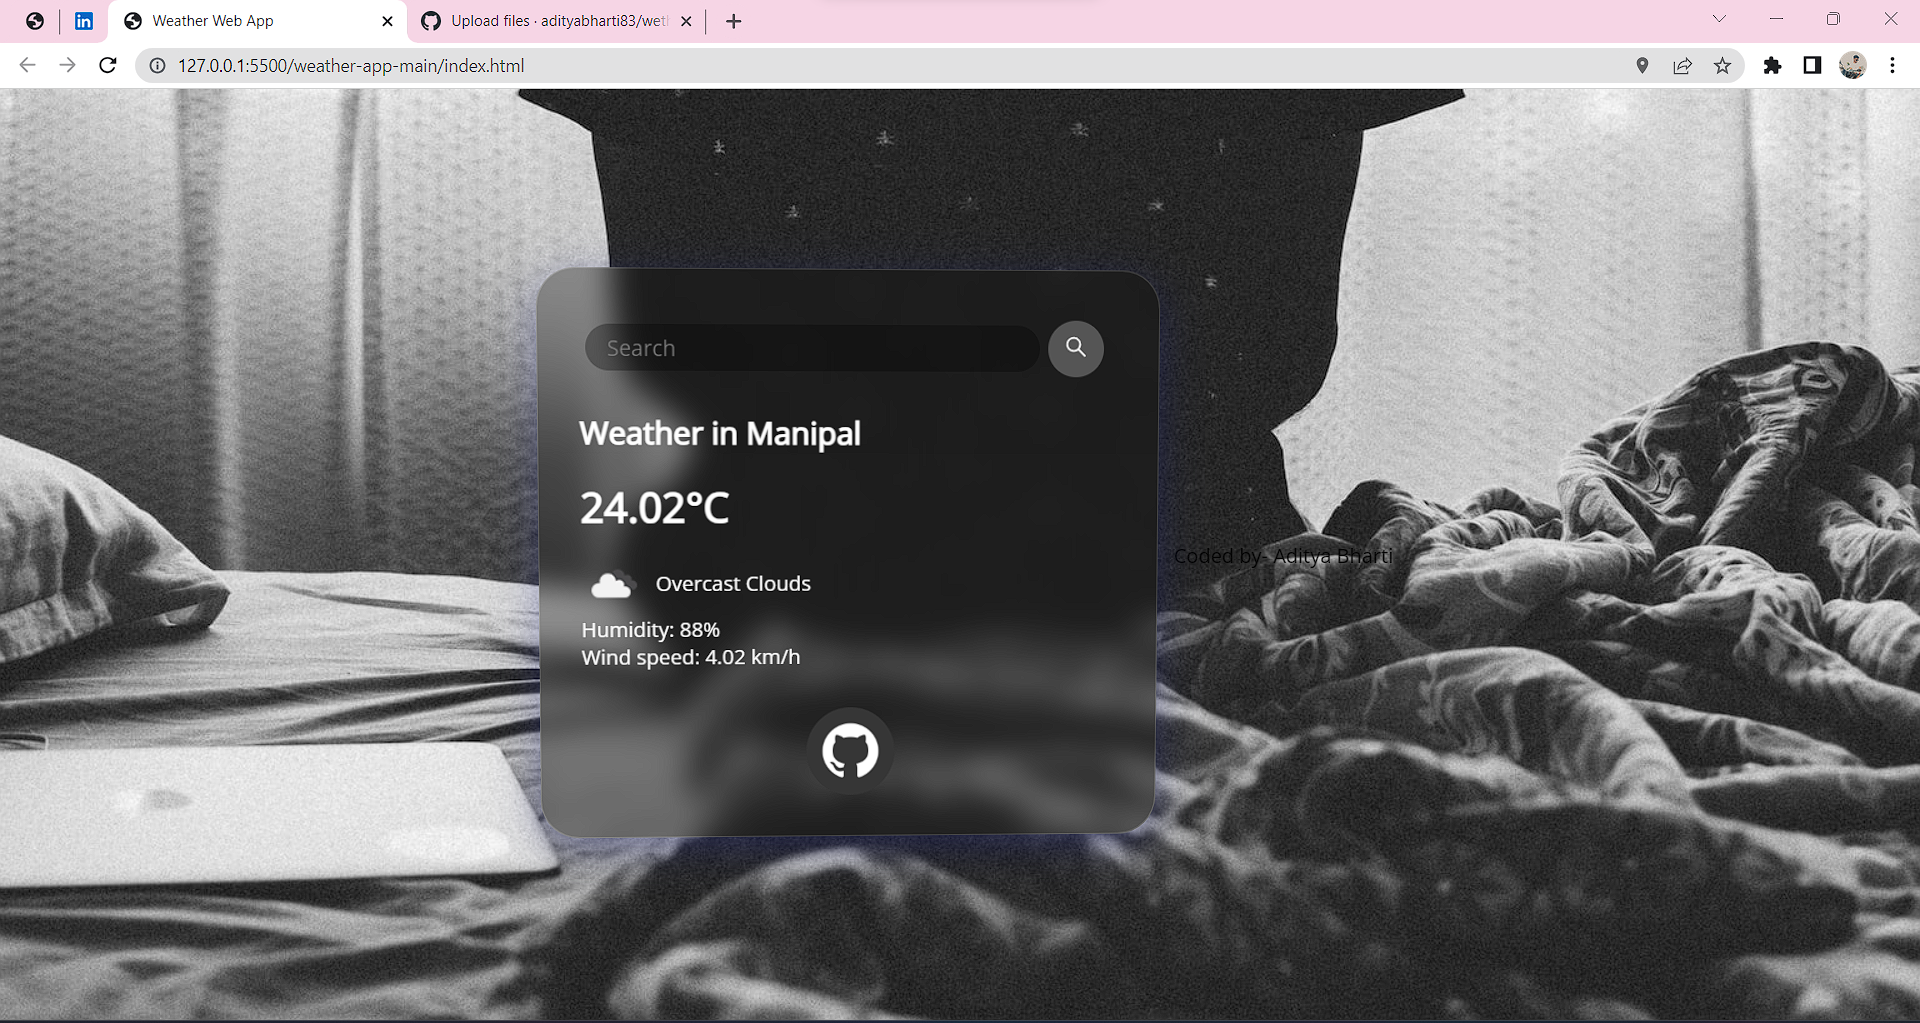 Weather Web App
Upload files · adityabharti83/wet
127.0.0.1:5500/weather-app-main/index.html
Search
Weather in Manipal
24.02°C
Overcast Clouds
Humidity: 88%
Wind speed: 4.02 km/h
Coded by- Aditya Bharti